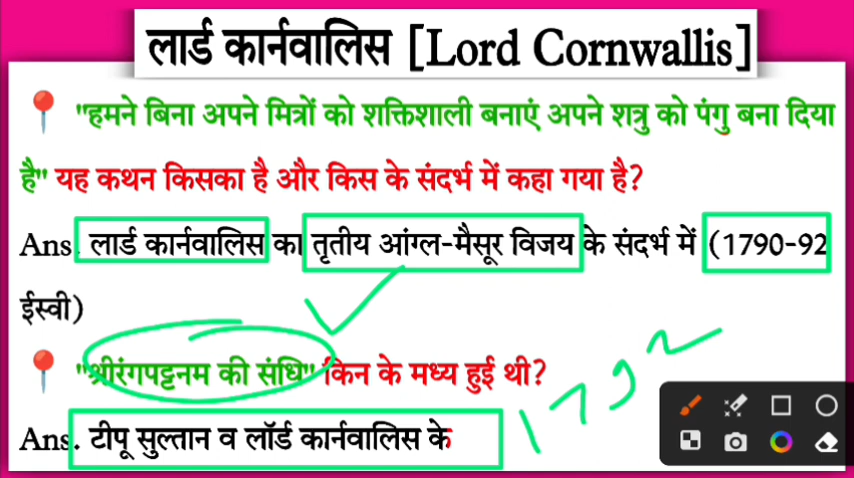 लार्ड कार्नवालिस [Lord Cornwallis]
"हमने बिना अपने मित्रों को शक्तिशाली बनाएं अपने शत्रु को पंगु बना दिया
है" यह कथन किसका है और किस के संदर्भ में कहा गया है?
Ans. लार्ड कार्नवालिस का तृतीय आंग्ल-मैसूर विजय के संदर्भ में (1790-92
ईस्वी)
"श्रीरंगपट्टनम की संधि" किन के मध्य हुई थी?
1792
Ans. टीपू सुल्तान व लॉर्ड कार्नवालिस के